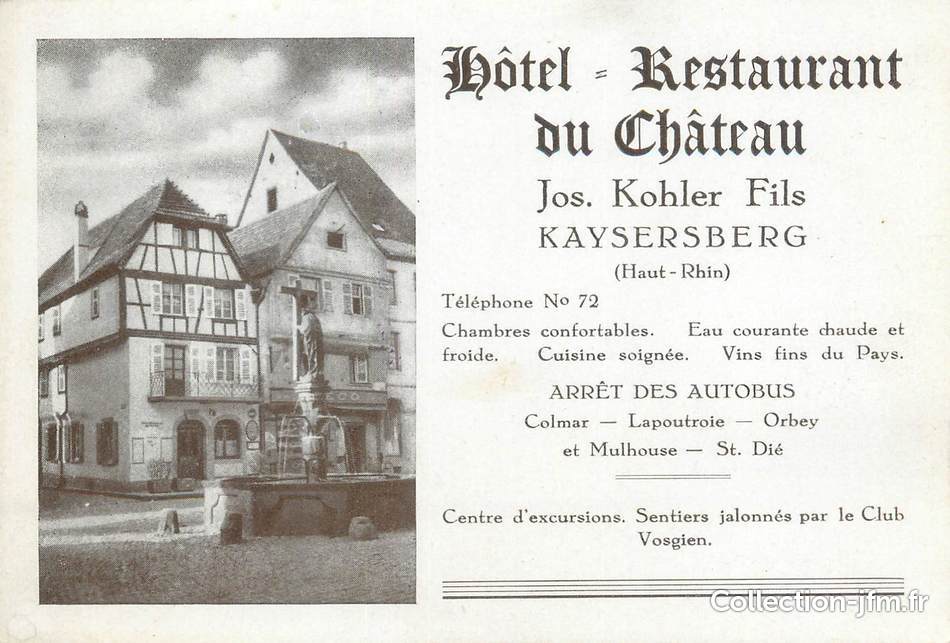 Hôtel - Restaurant
du Château
Jos. Kohler Fils
KAYSERSBERG
(Haut-Rhin)
Téléphone No 72
Chambres confortables. Eau courante chaude et
froide. Cuisine soignée. Vins fins du Pays.
ARRÊT DES AUTOBUS
Colmar — Lapoutroie — Orbey
et Mulhouse — St. Dié
Centre d'excursions. Sentiers jalonnés par le Club
Vosgien.
Collection-jfm.fr